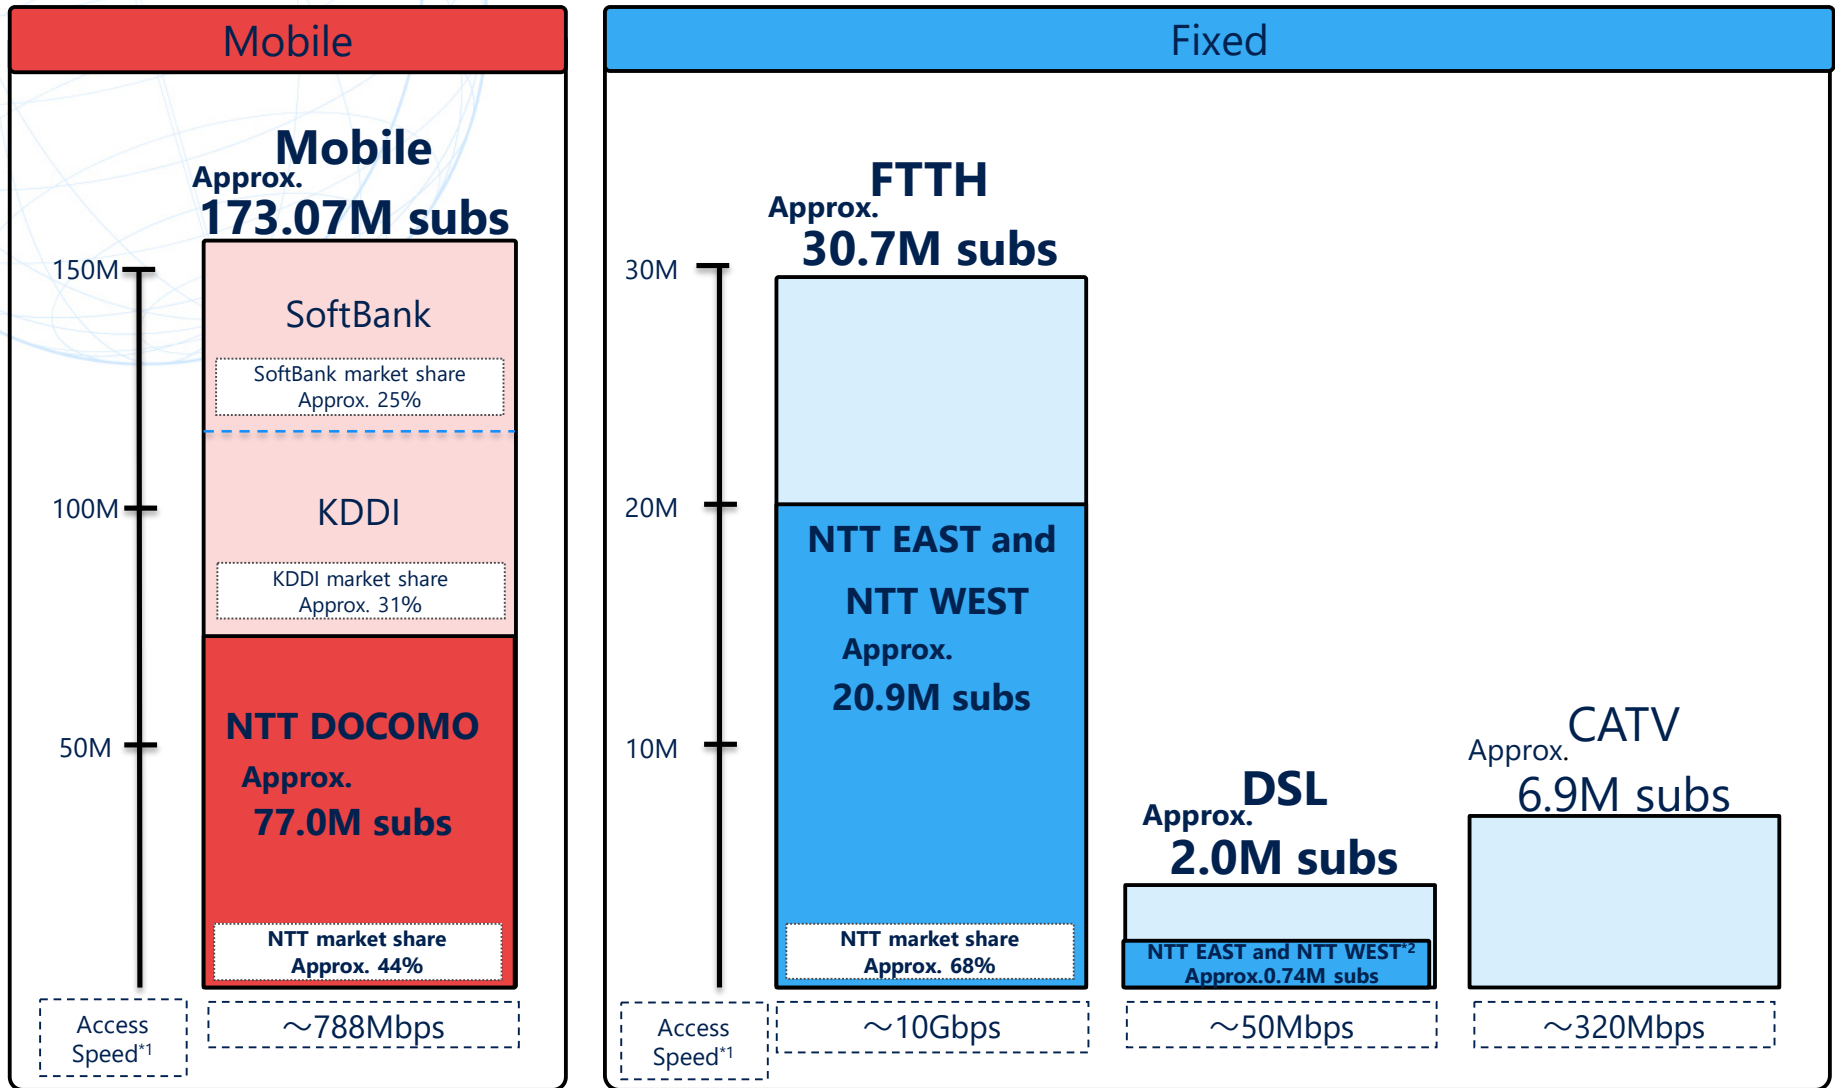 Mobile
Mobile
Approx.
173.07M subs
150M
100M
50M
SoftBank
SoftBank market share
Approx. 25%
KDDI
KDDI market share
Approx. 31%
NTT DOCOMO
Approx.
77.0M subs
NTT market share
Approx. 44%
Access
Speed*1
～788Mbps
Fixed
FTTH
Approx.
30.7M subs
30M
20M
10M
NTT EAST and
NTT WEST
Approx.
20.9M subs
NTT market share
Approx. 68%
DSL
Approx.
2.0M subs
NTT EAST and NTT WEST*2
Approx.0.74M subs
CATV
Approx.
6.9M subs
Access
Speed*1
～10Gbps
～50Mbps
～320Mbps